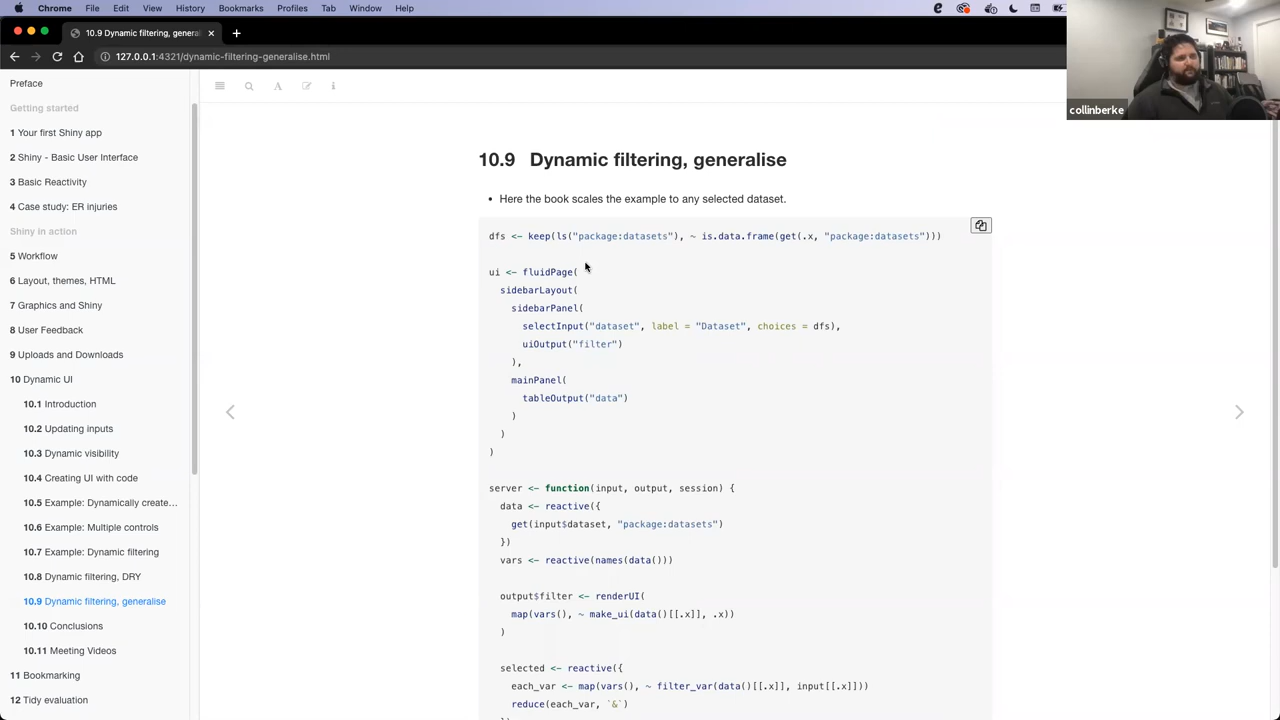 Chrome File Edit View History Bookmarks Profiles Tab Window Help
10.9 Dynamic filtering, general
127.0.0.1:4321/dynamic-filtering-generalise.html
collinberke
Preface
Getting started
1 Your first Shiny app
2 Shiny - Basic User Interface
3 Basic Reactivity
4 Case study: ER injuries
Shiny in action
5 Workflow
6 Layout, themes, HTML
7 Graphics and Shiny
8 User Feedback
9 Uploads and Downloads
10 Dynamic UI
10.1 Introduction
10.2 Updating inputs
10.3 Dynamic visibility
10.4 Creating UI with code
10.5 Example: Dynamically create…
10.6 Example: Multiple controls
10.7 Example: Dynamic filtering
10.8 Dynamic filtering, DRY
10.9 Dynamic filtering, generalise
10.10 Conclusions
10.11 Meeting Videos
11 Bookmarking
12 Tidy evaluation
10.9 Dynamic filtering, generalise
• Here the book scales the example to any selected dataset.
dfs <- keep(ls("package:datasets"), ~ is.data.frame(get(.x, "package:datasets")))
ui <- fluidPage(
sidebarLayout(
sidebarPanel(
selectInput("dataset", label = "Dataset", choices = dfs),
uiOutput("filter")
),
mainPanel(
tableOutput("data")
)
)
)
server <- function(input, output, session) {
data <- reactive({
get(input$dataset, "package:datasets")
})
vars <- reactive(names(data()))
output$filter <- renderUI(
map(vars(), ~ make_ui(data()[[.x]], .x))
)
selected <- reactive({
each_var <- map(vars(), ~ filter_var(data()[[.x]], input[[.x]]))
reduce(each_var, `&`)